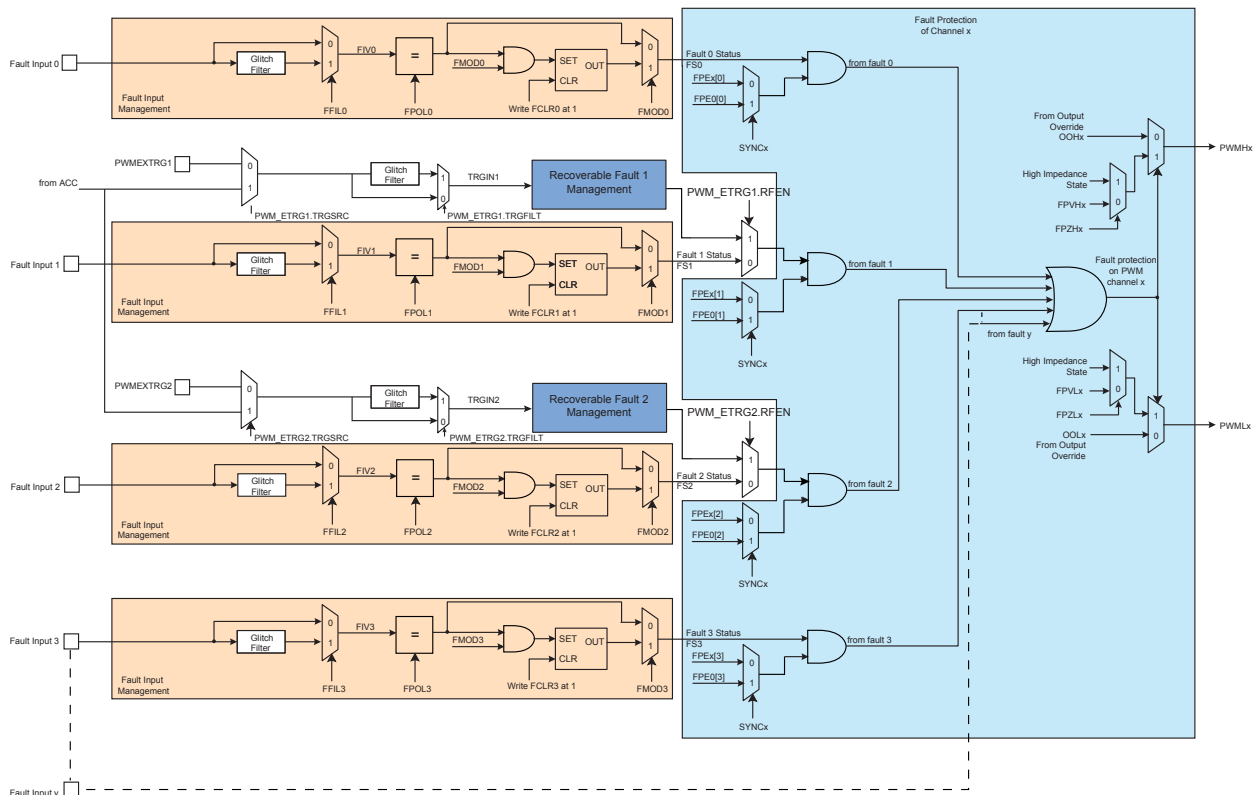 Fault Protection
of Channel x
Fault Input 0
Glitch
Filter
0
1
FIV0
=
FMOD0
SET
OUT
CLR
0
1
Fault Input
Management
FFIL0
FPOL0
Write FCLR0 at 1
FMOD0
Fault 0 Status
FS0
FPEx[0]
FPE0[0]
0
1
SYNCx
from fault 0
From Output
Override
OOHx
0
1
PWMHx
High Impedance
State
FPVHx
FPZHx
1
0
PWMEXTRG1
from ACC
0
1
PWM_ETRG1.TRGSRC
Glitch
Filter
1
0
TRGIN1
PWM_ETRG1.TRGFILT
Recoverable Fault 1
Management
PWM_ETRG1.RFEN
1
0
Fault Input 1
Glitch
Filter
0
1
FIV1
=
FMOD1
SET
OUT
CLR
0
1
Fault Input
Management
FFIL1
FPOL1
Write FCLR1 at 1
FMOD1
Fault 1 Status
FS1
FPEx[1]
FPE0[1]
0
1
SYNCx
from fault 1
Fault protection
on PWM
channel x
from fault y
PWMEXTRG2
0
1
PWM_ETRG2.TRGSRC
Glitch
Filter
1
0
TRGIN2
PWM_ETRG2.TRGFILT
Recoverable Fault 2
Management
PWM_ETRG2.RFEN
1
0
High Impedance
State
FPVLx
FPZLx
1
0
OOLx
From Output
Override
1
0
PWMLx
Fault Input 2
Glitch
Filter
0
1
FIV2
=
FMOD2
SET
OUT
CLR
0
1
Fault Input
Management
FFIL2
FPOL2
Write FCLR2 at 1
FMOD2
Fault 2 Status
FS2
FPEx[2]
FPE0[2]
0
1
SYNCx
from fault 2
Fault Input 3
Glitch
Filter
0
1
FIV3
=
FMOD3
SET
OUT
CLR
0
1
Fault Input
Management
FFIL3
FPOL3
Write FCLR3 at 1
FMOD3
Fault 3 Status
FS3
FPEx[3]
FPE0[3]
0
1
SYNCx
from fault 3
Fault Input y